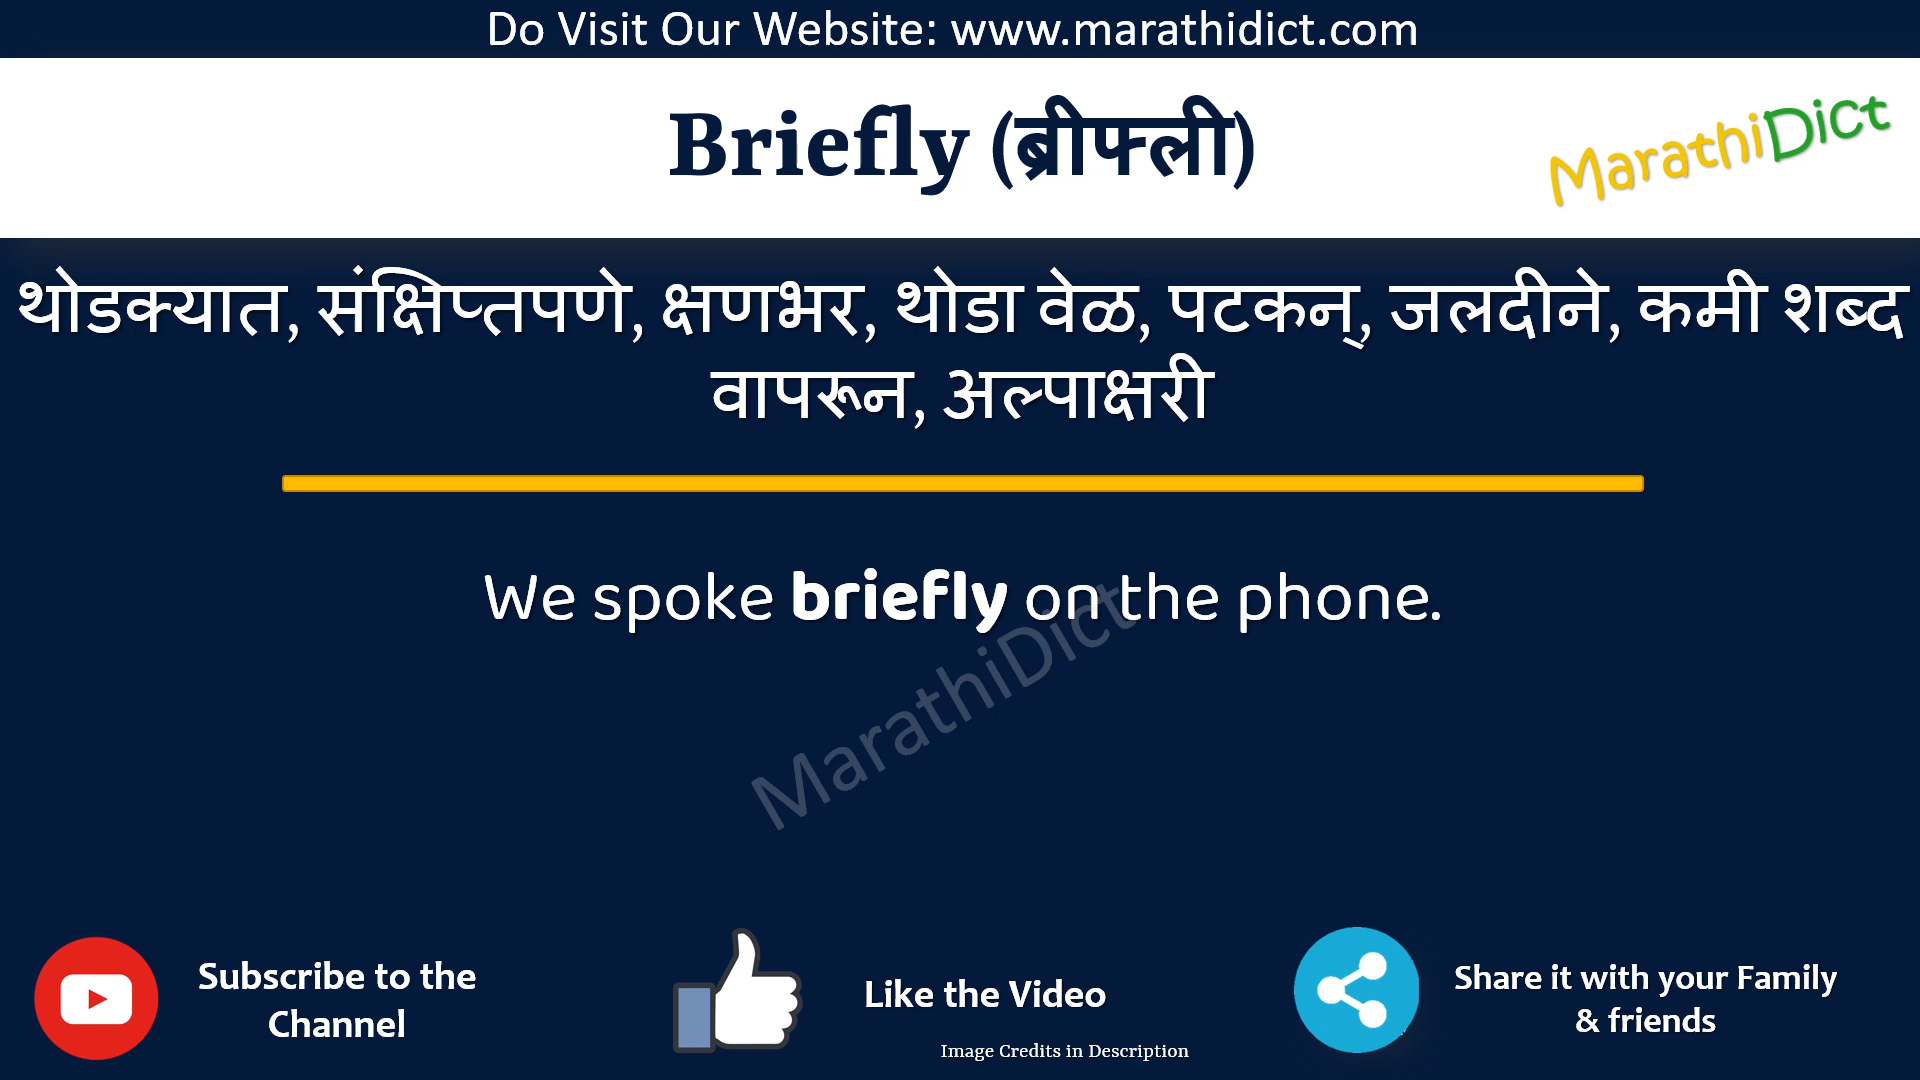 Do Visit Our Website: www.marathidict.com
Briefly (ब्रीफ्ली)
MarathiDict
थोडक्यात, संक्षिप्तपणे, क्षणभर, थोडा वेळ, पटकन्, जलदीने, कमी शब्द
वापरून, अल्पाक्षरी
We spoke briefly on the phone.
MarathiDict
Subscribe to the
Channel
Like the Video
Share it with your Family
& friends
Image Credits in Description